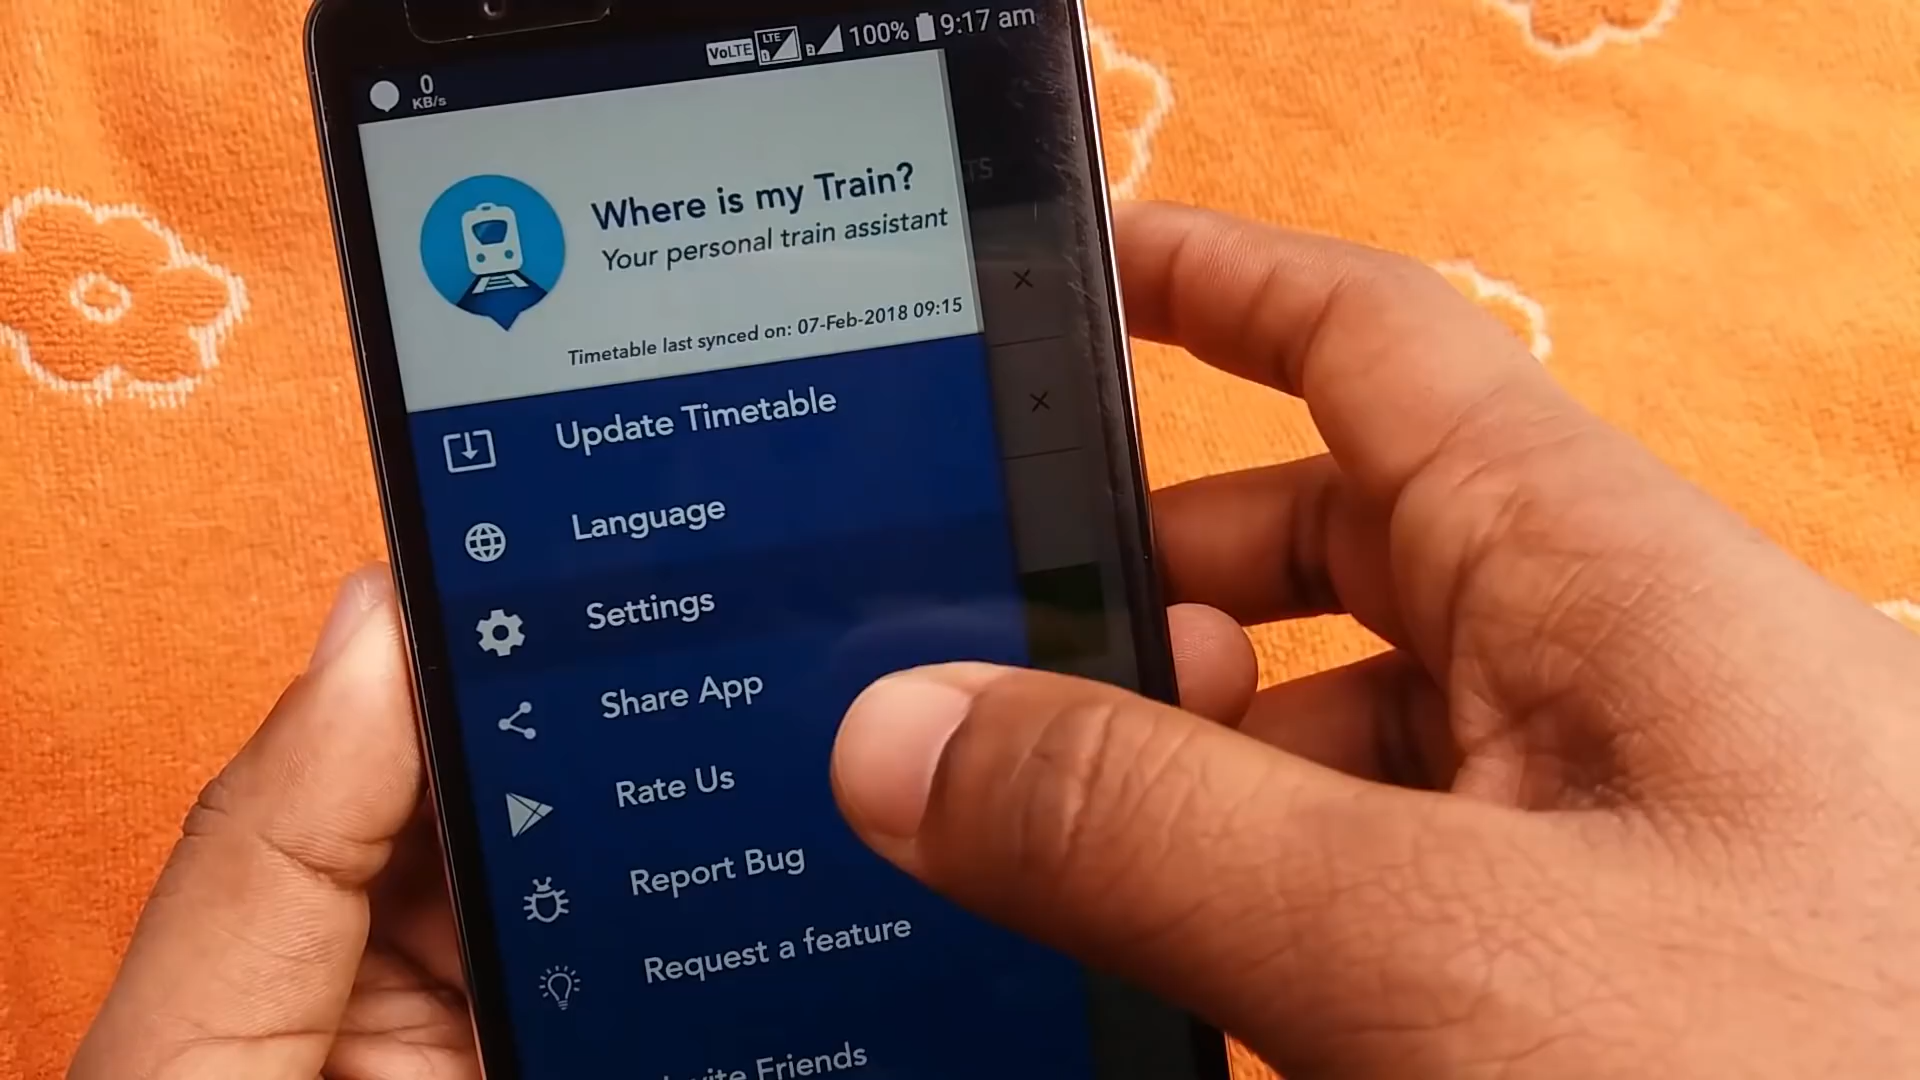 0
KB/s
VoLTE LTE 100% 9:17 am
Where is my Train?
Your personal train assistant
Timetable last synced on: 07-Feb-2018 09:15
Update Timetable
Language
Settings
Share App
Rate Us
Report Bug
Request a feature
Friends